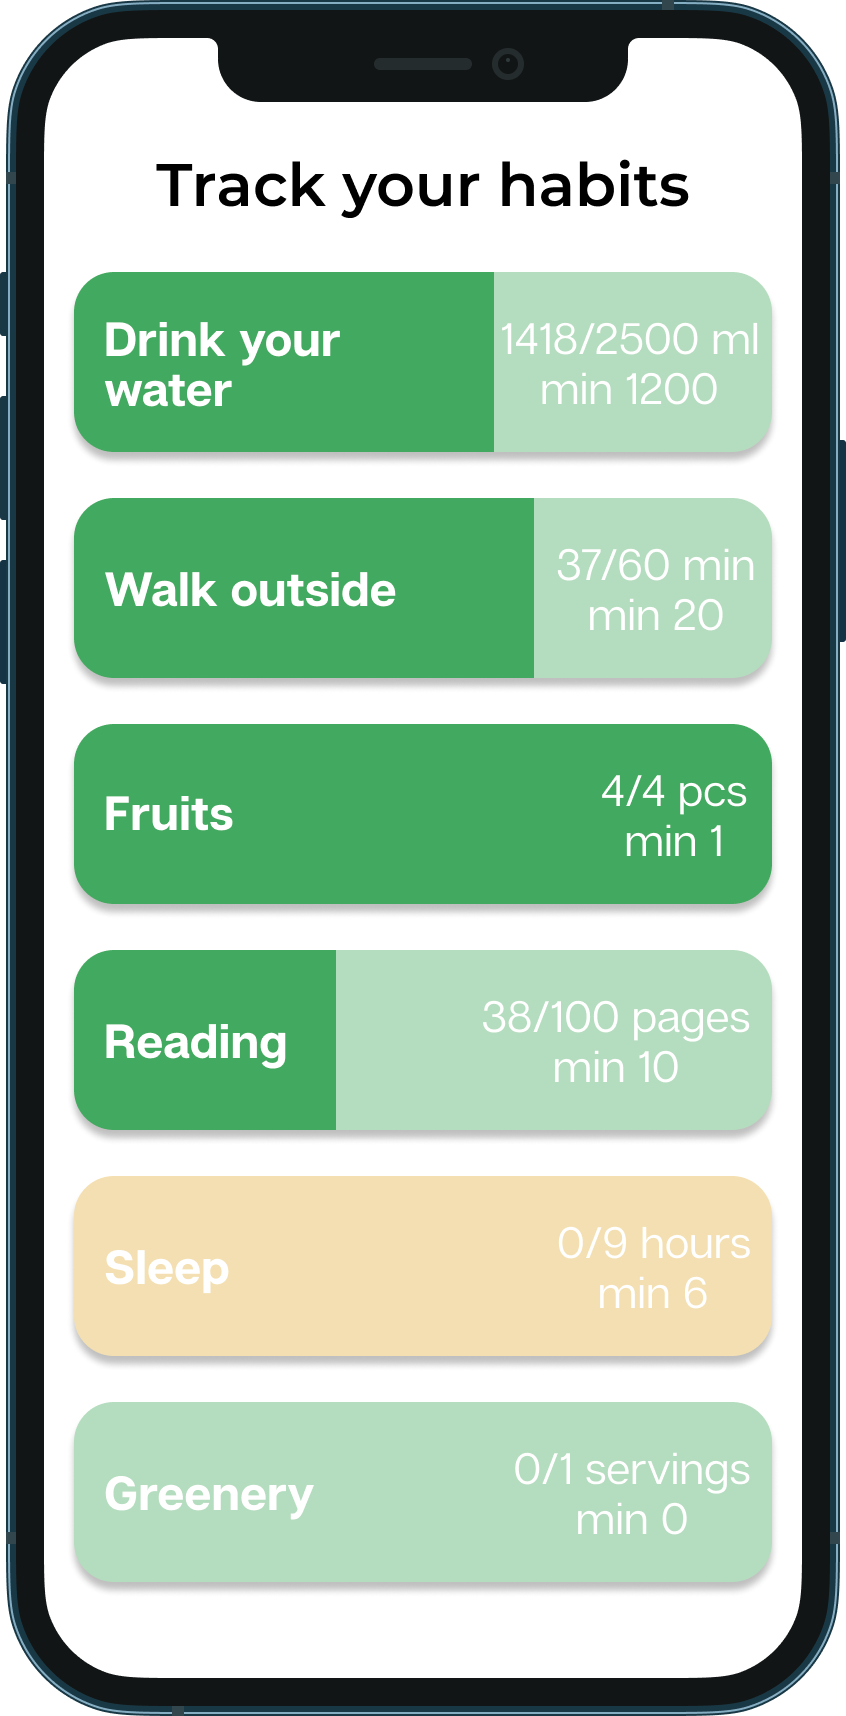 Track your habits
Drink your
water
1418/2500 ml
min 1200
Walk outside
37/60 min
min 20
Fruits
4/4 pcs
min 1
Reading
38/100 pages
min 10
Sleep
0/9 hours
min 6
Greenery
0/1 servings
min 0